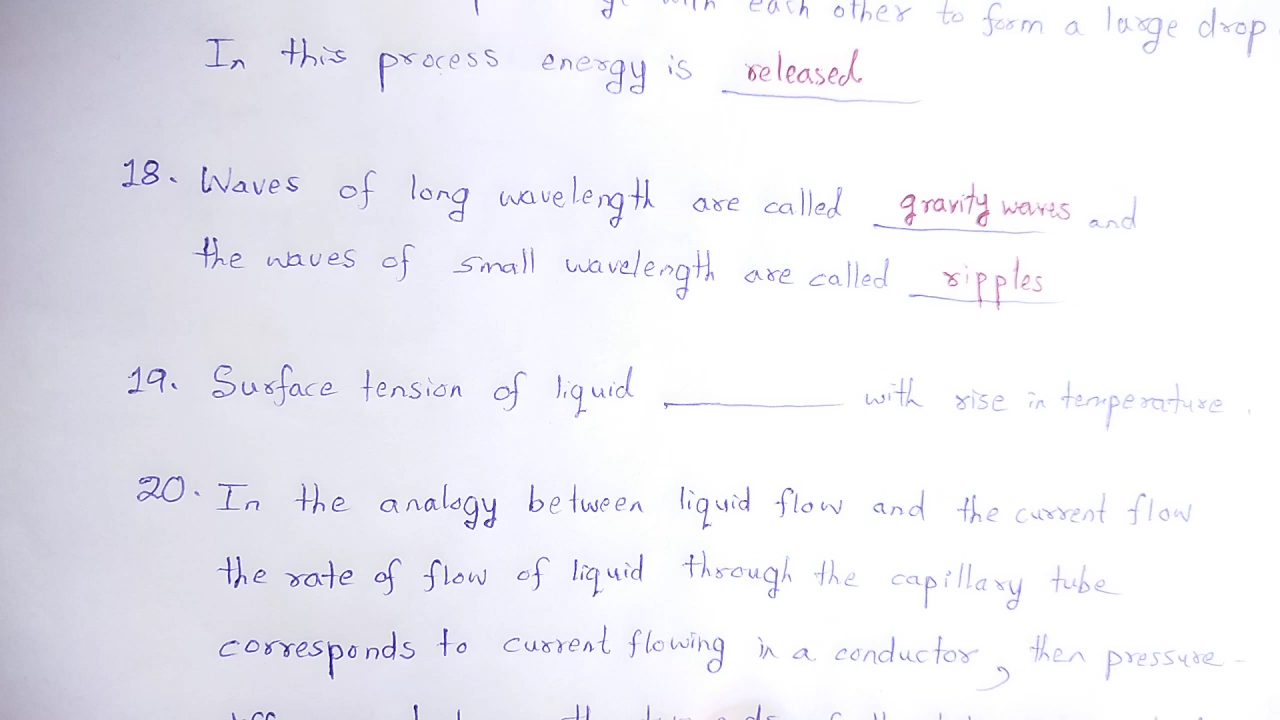 with each other to form a large drop.
In this process energy is released
18. Waves of long wavelength are called gravity waves and
the waves of small wavelength are called ripples
19. Surface tension of liquid ________ with rise in temperature.
20. In the analogy between liquid flow and the current flow
the rate of flow of liquid through the capillary tube
corresponds to current flowing in a conductor, then pressure-